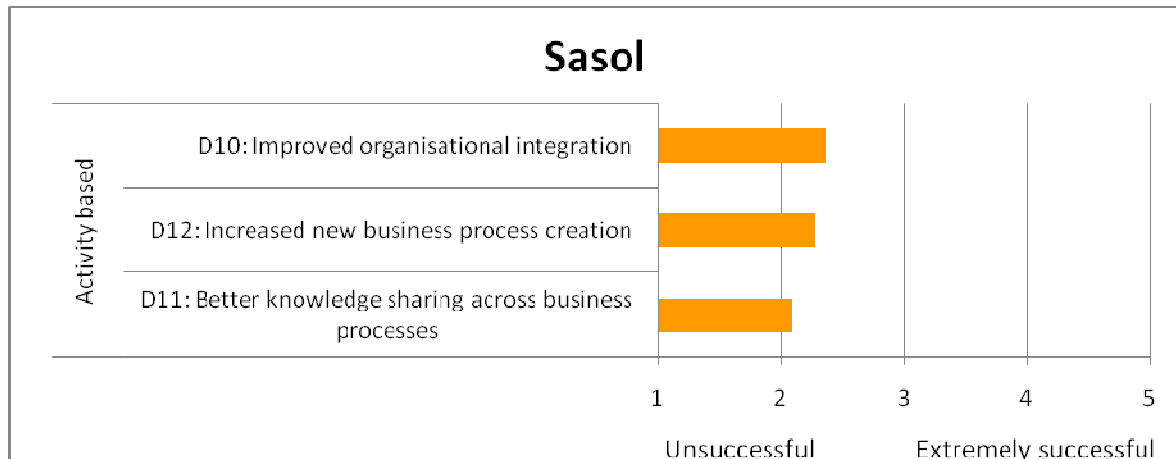 Sasol
Activity based
D10: Improved organisational integration
D12: Increased new business process creation
D11: Better knowledge sharing across business
processes
1 2 3 4 5
Unsuccessful Extremely successful